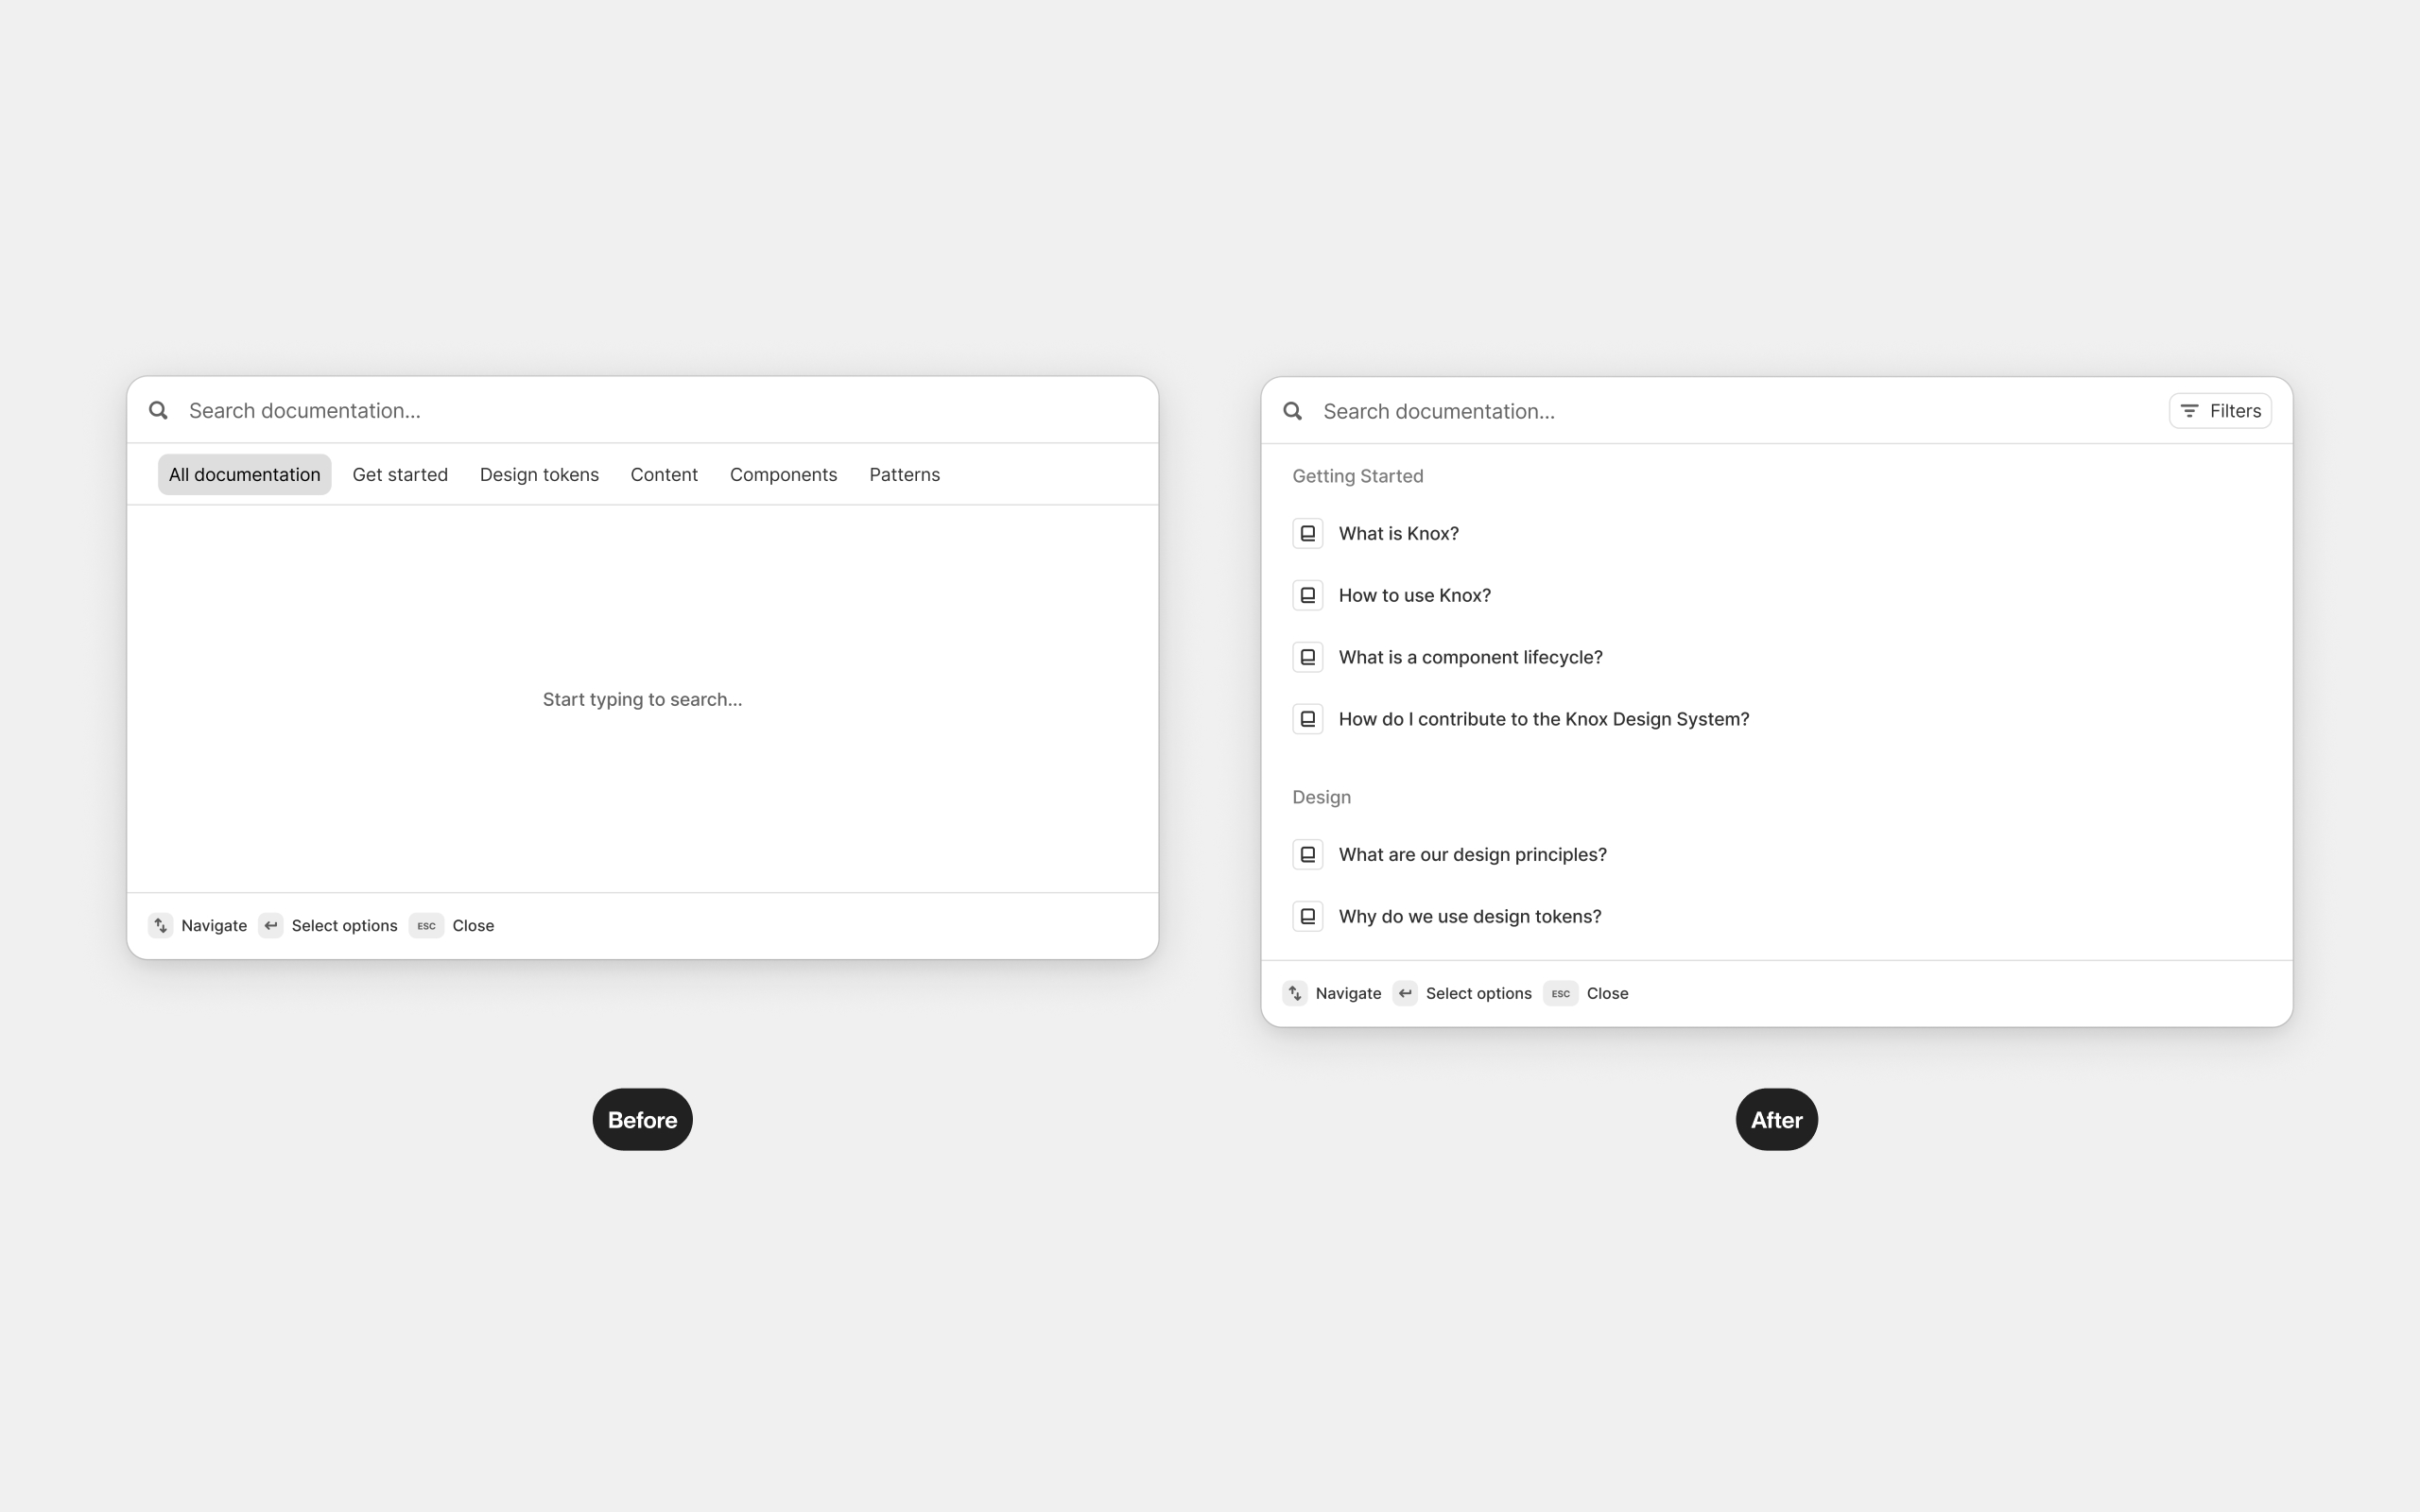 Search documentation...
All documentation Get started Design tokens Content Components Patterns
Start typing to search...
Navigate Select options ESC Close
Before
Search documentation... Filters
Getting Started
What is Knox?
How to use Knox?
What is a component lifecycle?
How do I contribute to the Knox Design System?
Design
What are our design principles?
Why do we use design tokens?
Navigate Select options ESC Close
After